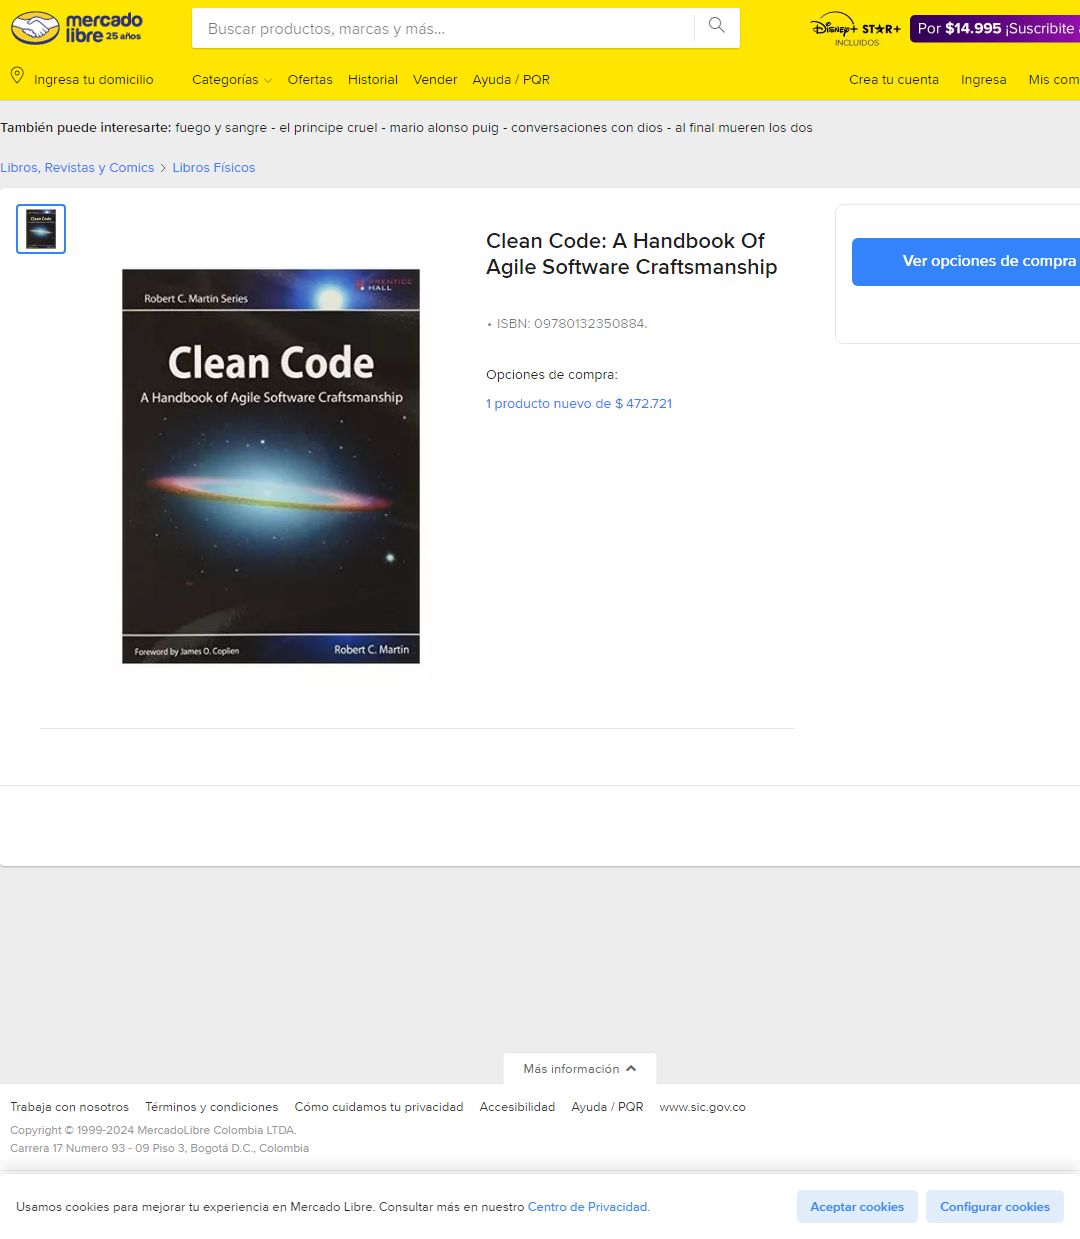 mercado
libre 25 años
Buscar productos, marcas y más...
Disney+ STAR+
INCLUIDOS
Por $14.995 ¡Suscribite
Ingresa tu domicilio
Categorías Ofertas Historial Vender Ayuda / PQR
Crea tu cuenta Ingresa Mis com
También puede interesarte: fuego y sangre - el principe cruel - mario alonso puig - conversaciones con dios - al final mueren los dos
Libros, Revistas y Comics > Libros Físicos
Clean Code: A Handbook Of
Agile Software Craftsmanship
• ISBN: 09780132350884.
Opciones de compra:
1 producto nuevo de $ 472.721
Ver opciones de compra
PRENTICE
HALL
Robert C. Martin Series
Clean Code
A Handbook of Agile Software Craftsmanship
Foreword by James O. Coplien
Robert C. Martin
Más información
Trabaja con nosotros Términos y condiciones Cómo cuidamos tu privacidad Accesibilidad Ayuda / PQR www.sic.gov.co
Copyright © 1999-2024 MercadoLibre Colombia LTDA.
Carrera 17 Numero 93 - 09 Piso 3, Bogotá D.C., Colombia
Usamos cookies para mejorar tu experiencia en Mercado Libre. Consultar más en nuestro Centro de Privacidad.
Aceptar cookies
Configurar cookies